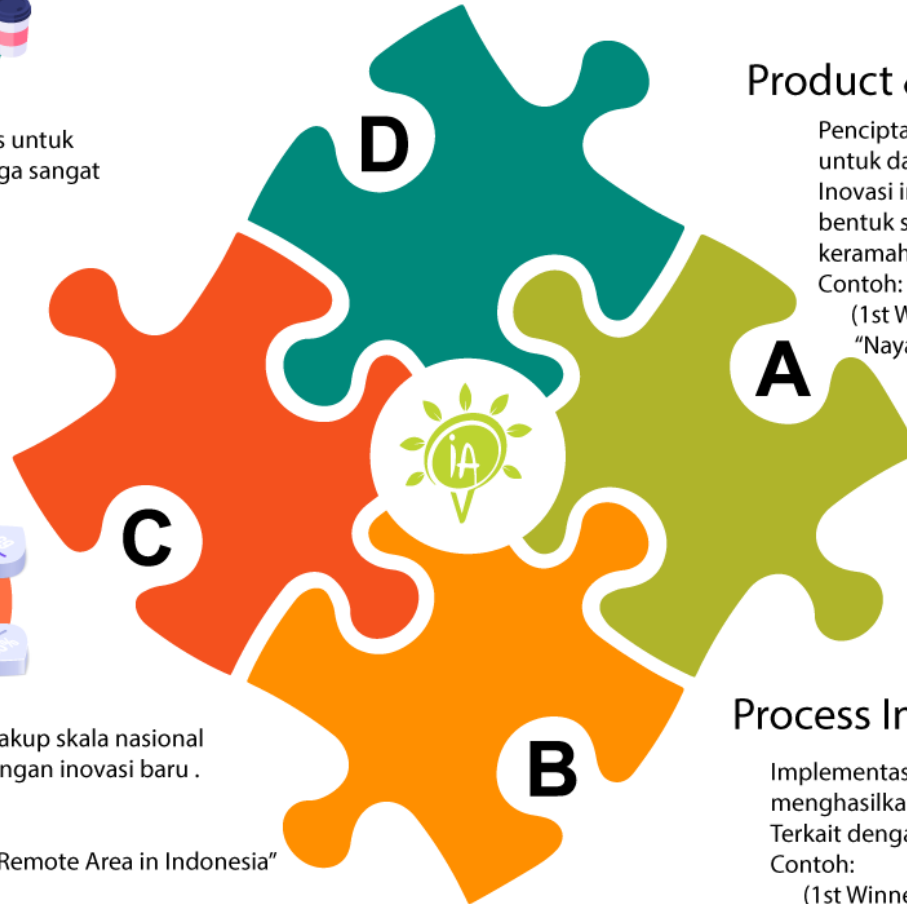 D
A
C
B
iA
Product
Pencipta
untuk da
Inovasi i
bentuk s
keramah
Contoh:
(1st W
“Naya
s untuk
ga sangat
akup skala nasional
ngan inovasi baru .
Remote Area in Indonesia”
Process In
Implementas
menghasilka
Terkait denga
Contoh:
(1st Winne